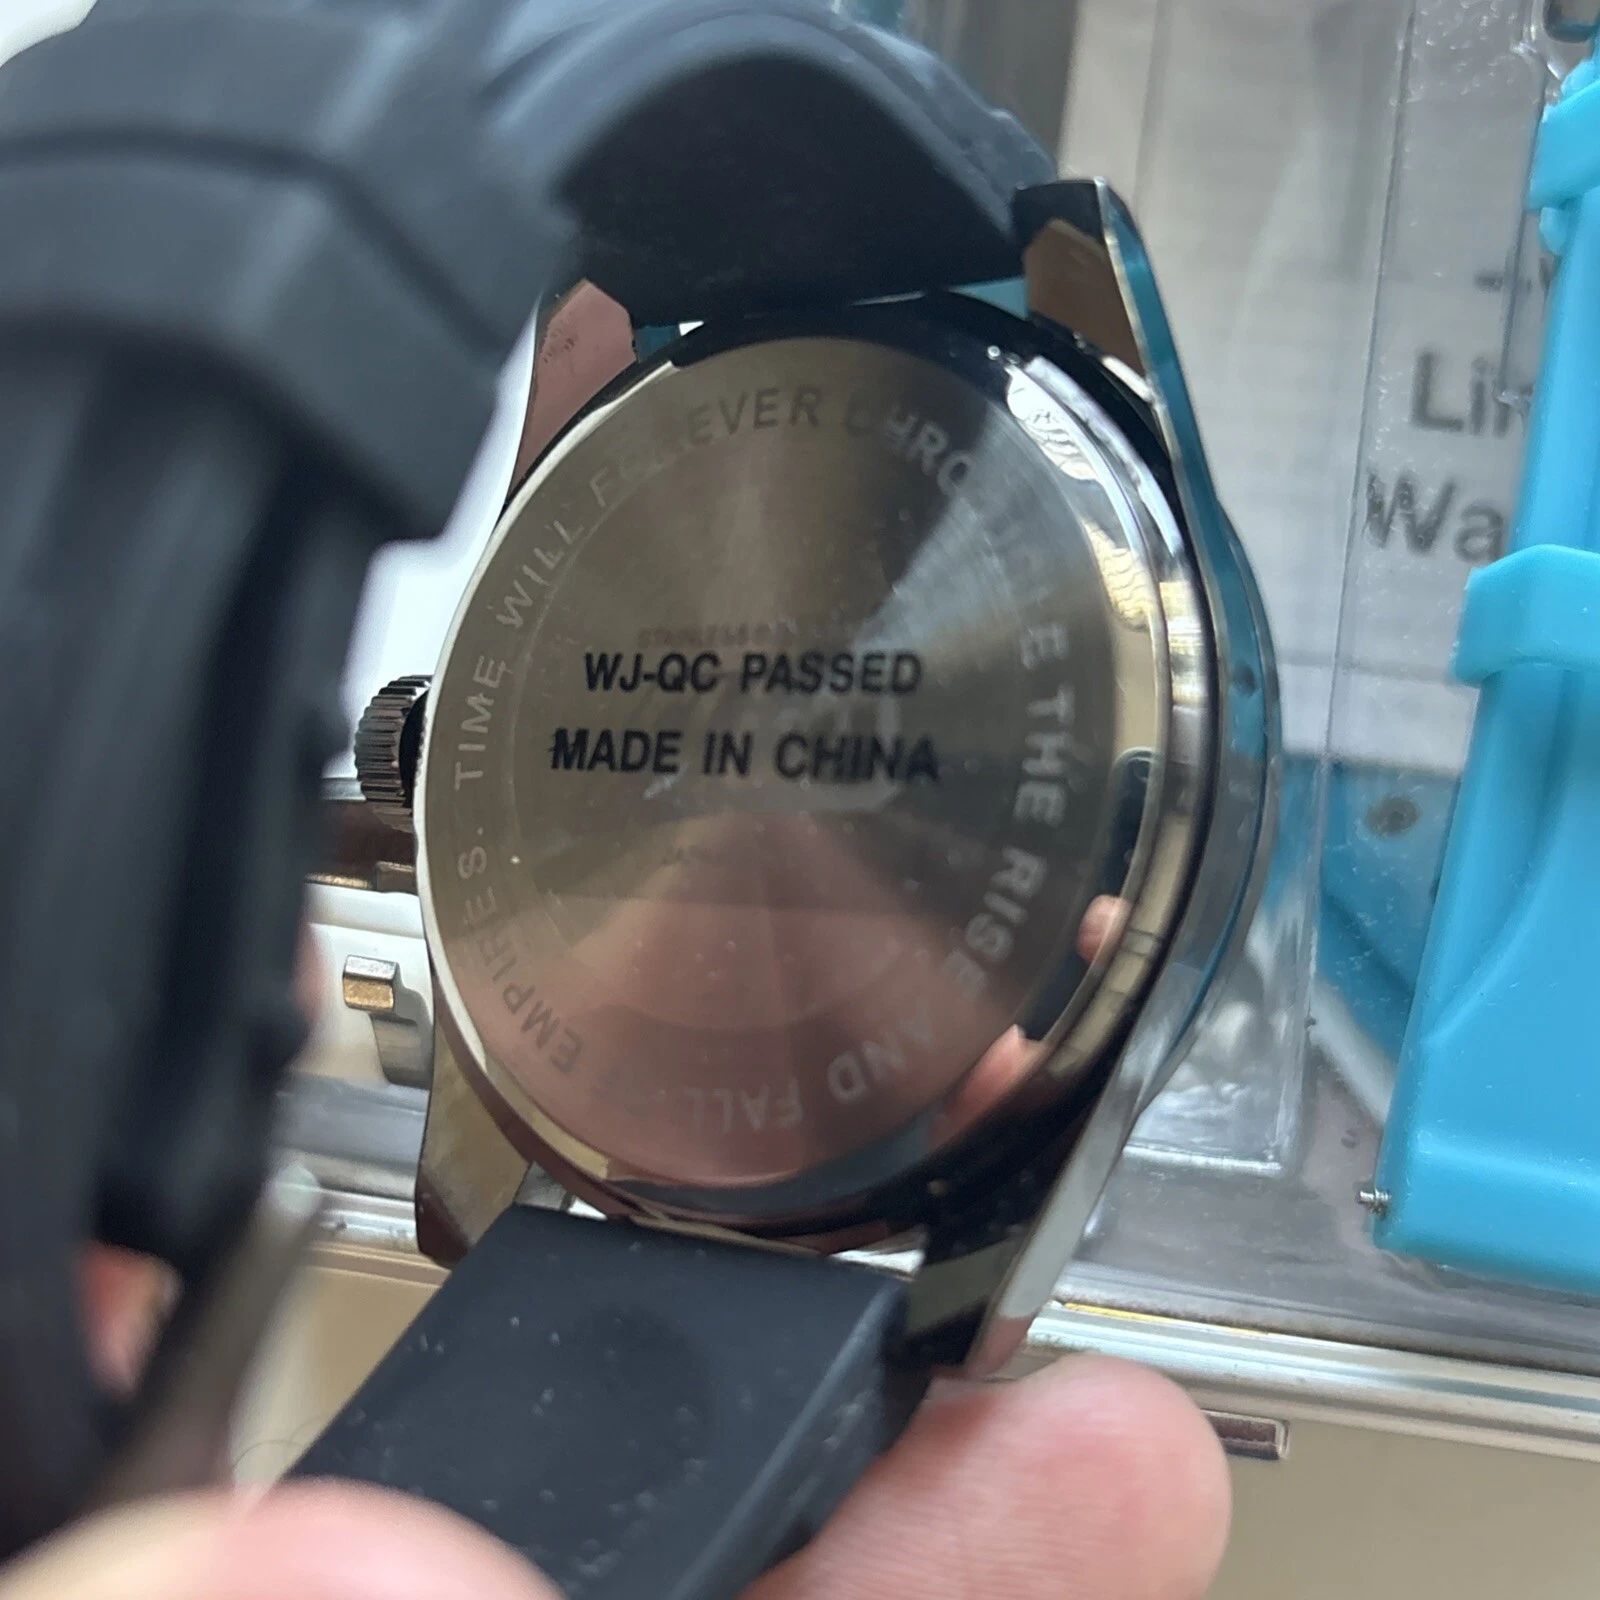 TIME WILL FOREVER CHRONICLE THE RISE AND FALL OF EMPIRES.
WJ-QC PASSED
MADE IN CHINA